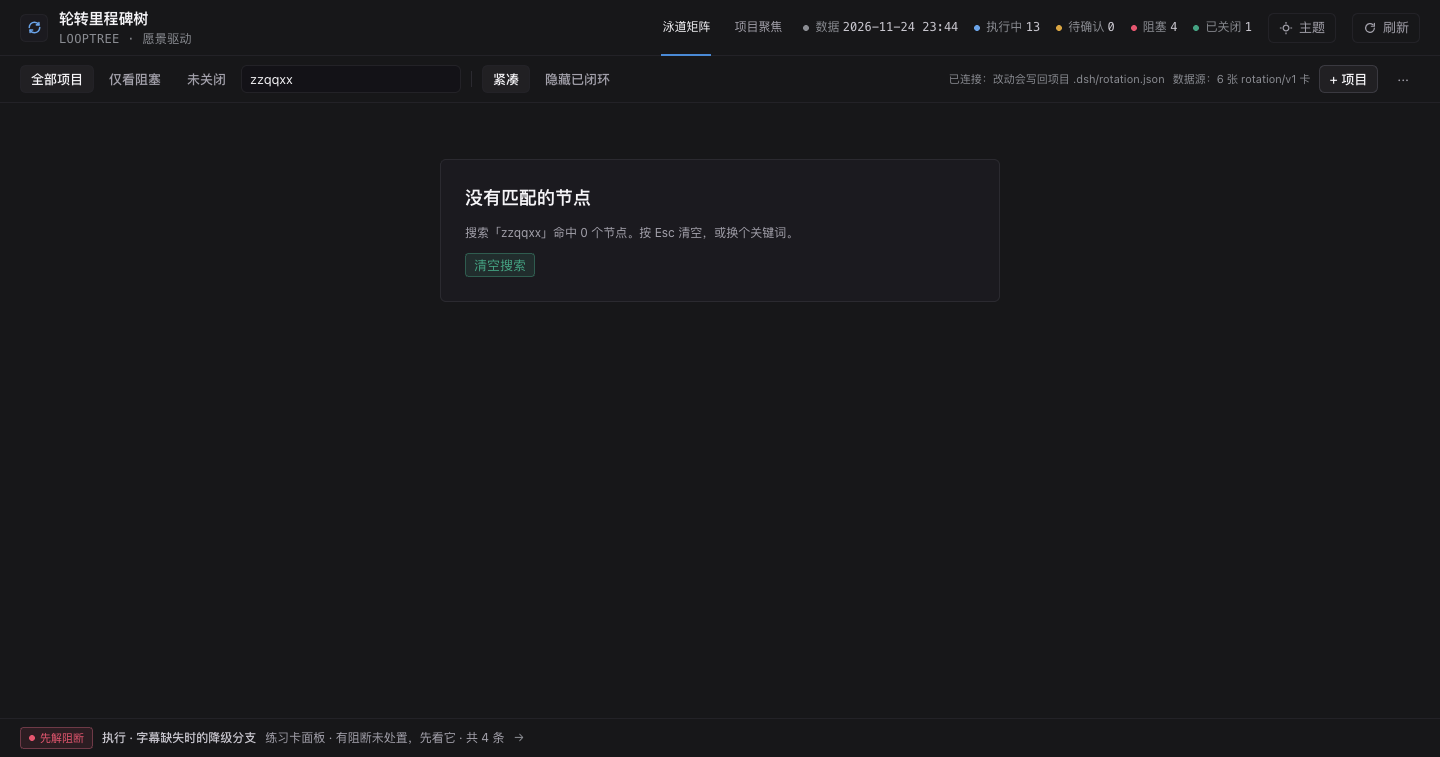 轮转里程碑树
LOOPTREE · 愿景驱动
泳道矩阵 项目聚焦 数据 2026-11-24 23:44 执行中 13 待确认 0 阻塞 4 已关闭 1 主题 刷新
全部项目 仅看阻塞 未关闭 zzqqxx 紧凑 隐藏已闭环 已连接：改动会写回项目 .dsh/rotation.json 数据源：6 张 rotation/v1 卡 + 项目 ···
没有匹配的节点
搜索「zzqqxx」命中 0 个节点。按 Esc 清空，或换个关键词。
清空搜索
先解阻断 执行 · 字幕缺失时的降级分支 练习卡面板 · 有阻断未处置，先看它 · 共 4 条 →